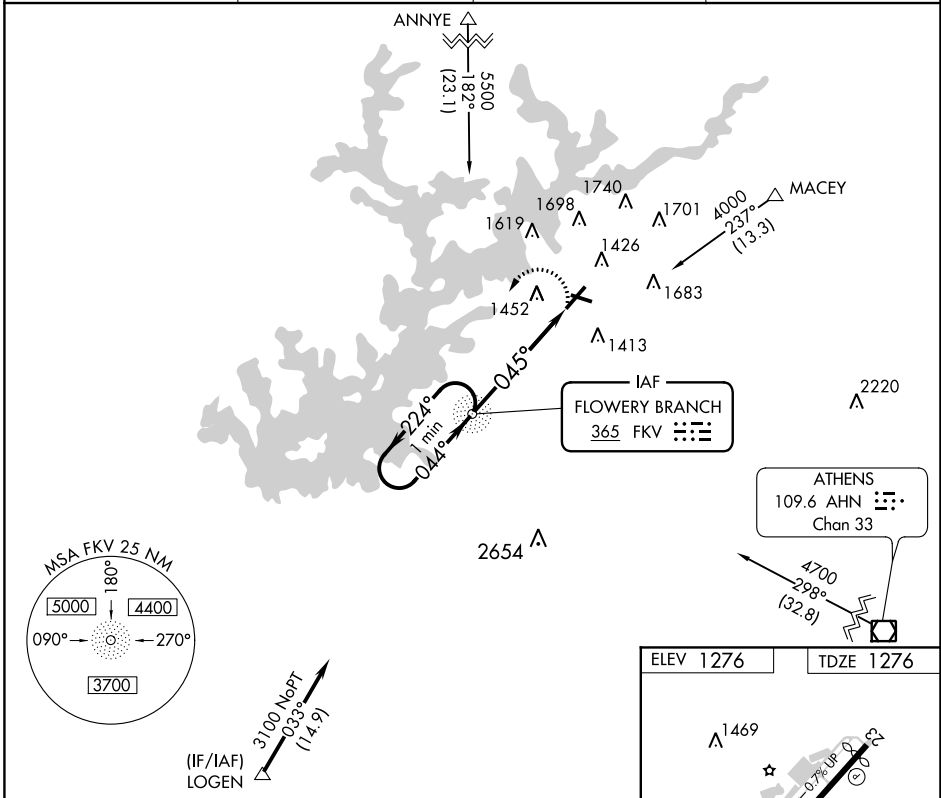 ANNYE
5500
182°
(23.1)
MACEY
4000
237°
(13.3)
1740
1698
1701
1619
1426
1683
1452
1413
045°
IAF
FLOWERY BRANCH
365 FKV
224°
1 min
044°
2220
ATHENS
109.6 AHN
Chan 33
2654
4700
298°
(32.8)
MSA FKV 25 NM
180°
5000
4400
090°
270°
3700
3100 NoPT
033°
(14.9)
(IF/IAF)
LOGEN
ELEV 1276
TDZE 1276
1469
23
0.7% UP
P